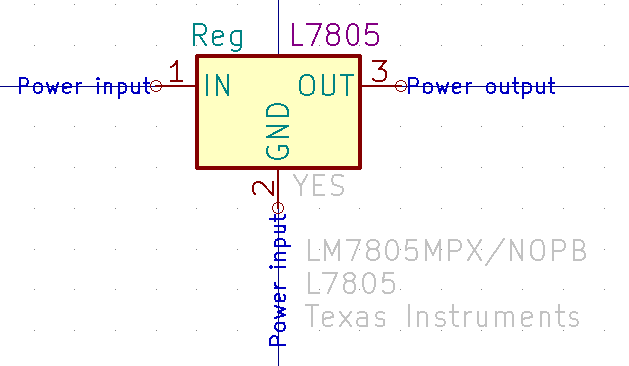 Reg L7805
Power input 1 IN OUT 3 Power output
GND
2 YES
Power input
LM7805MPX/NOPB
L7805
Texas Instruments